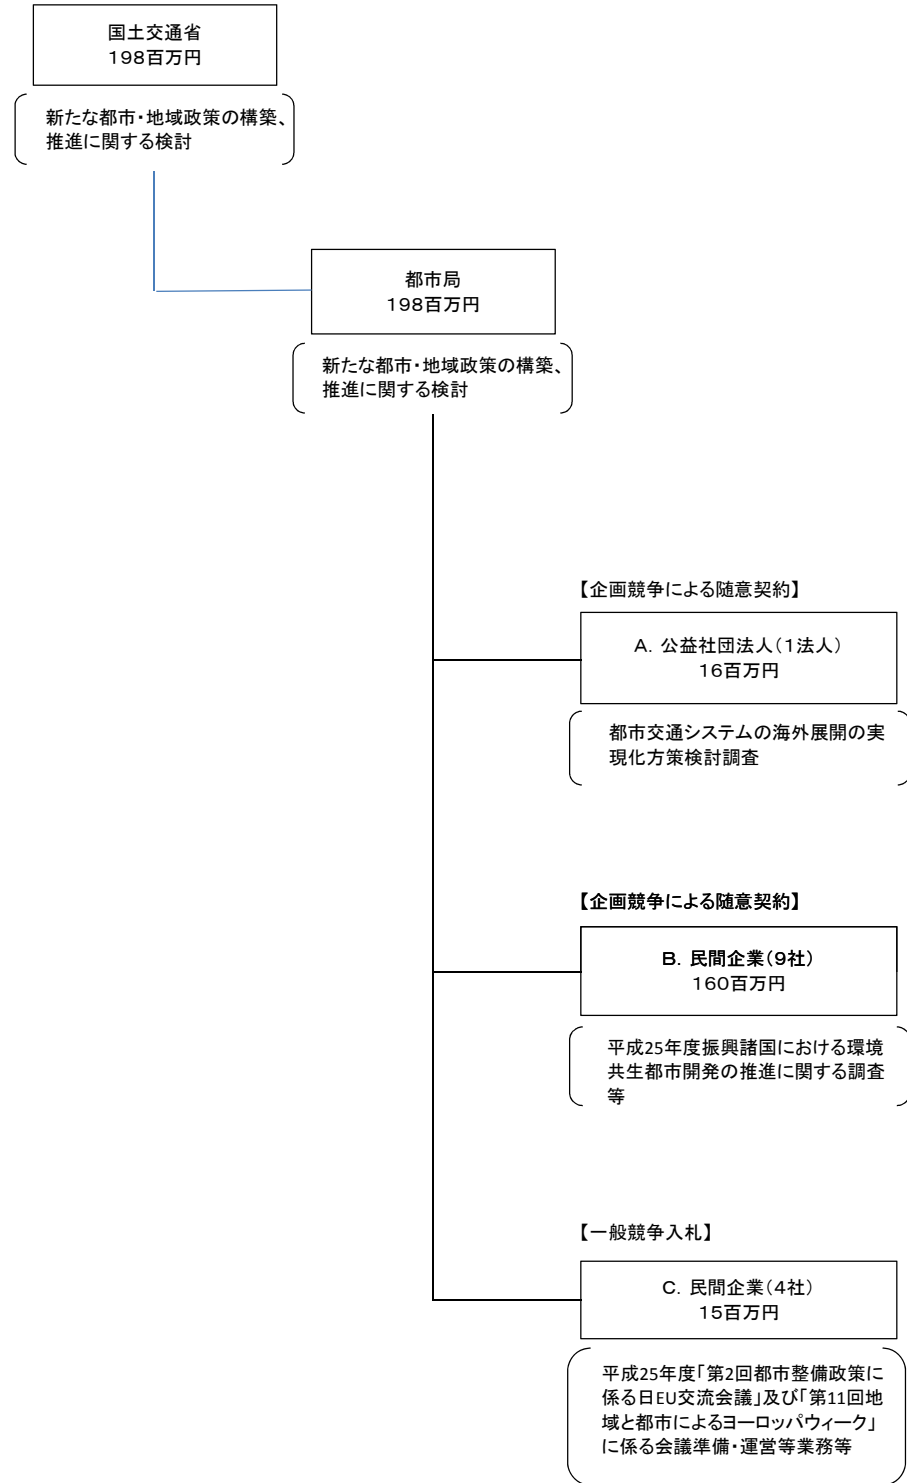 国土交通省
198百万円
新たな都市・地域政策の構築、
推進に関する検討
都市局
198百万円
新たな都市・地域政策の構築、
推進に関する検討
【企画競争による随意契約】
A. 公益社団法人(1法人)
16百万円
都市交通システムの海外展開の実
現化方策検討調査
【企画競争による随意契約】
B. 民間企業(9社)
160百万円
平成25年度振興諸国における環境
共生都市開発の推進に関する調査
等
【一般競争入札】
C. 民間企業(4社)
15百万円
平成25年度「第2回都市整備政策に
係る日EU交流会議」及び「第11回地
域と都市によるヨーロッパウィーク」
に係る会議準備・運営等業務等